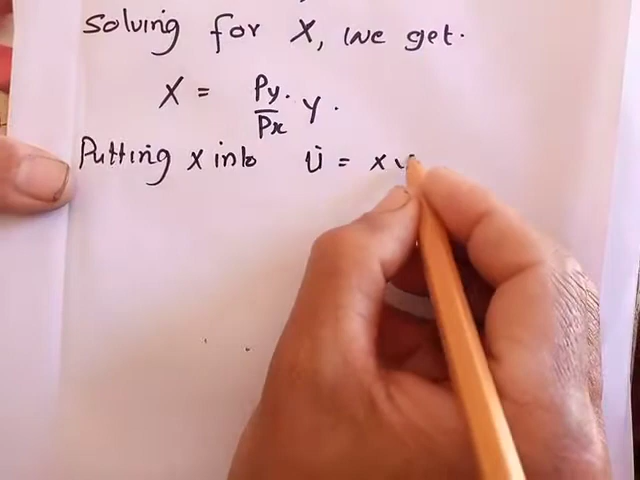 Solving for X, we get.
X = Py/Px . y .
Putting x into U̇ = x y